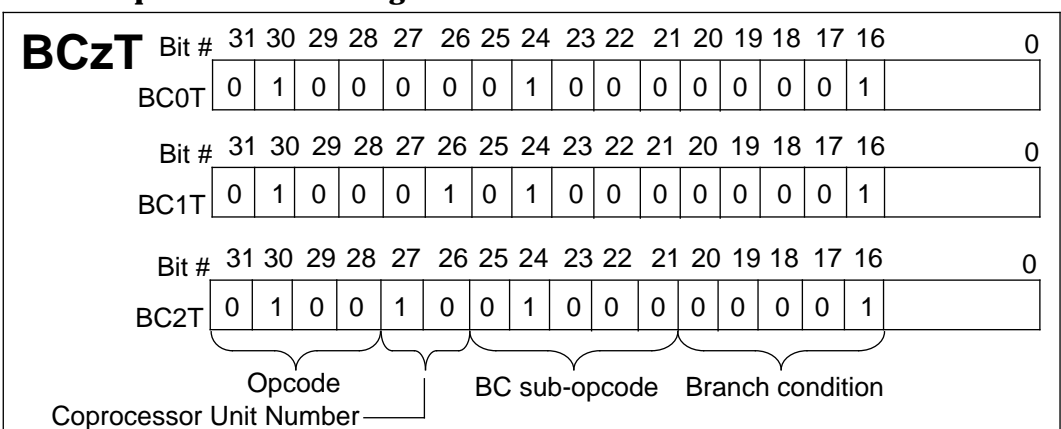 BCzT Bit # 31 30 29 28 27 26 25 24 23 22 21 20 19 18 17 16 0
BC0T 0 1 0 0 0 0 0 1 0 0 0 0 0 0 0 1
Bit # 31 30 29 28 27 26 25 24 23 22 21 20 19 18 17 16 0
BC1T 0 1 0 0 0 1 0 1 0 0 0 0 0 0 0 1
Bit # 31 30 29 28 27 26 25 24 23 22 21 20 19 18 17 16 0
BC2T 0 1 0 0 1 0 0 1 0 0 0 0 0 0 0 1
Opcode BC sub-opcode Branch condition
Coprocessor Unit Number